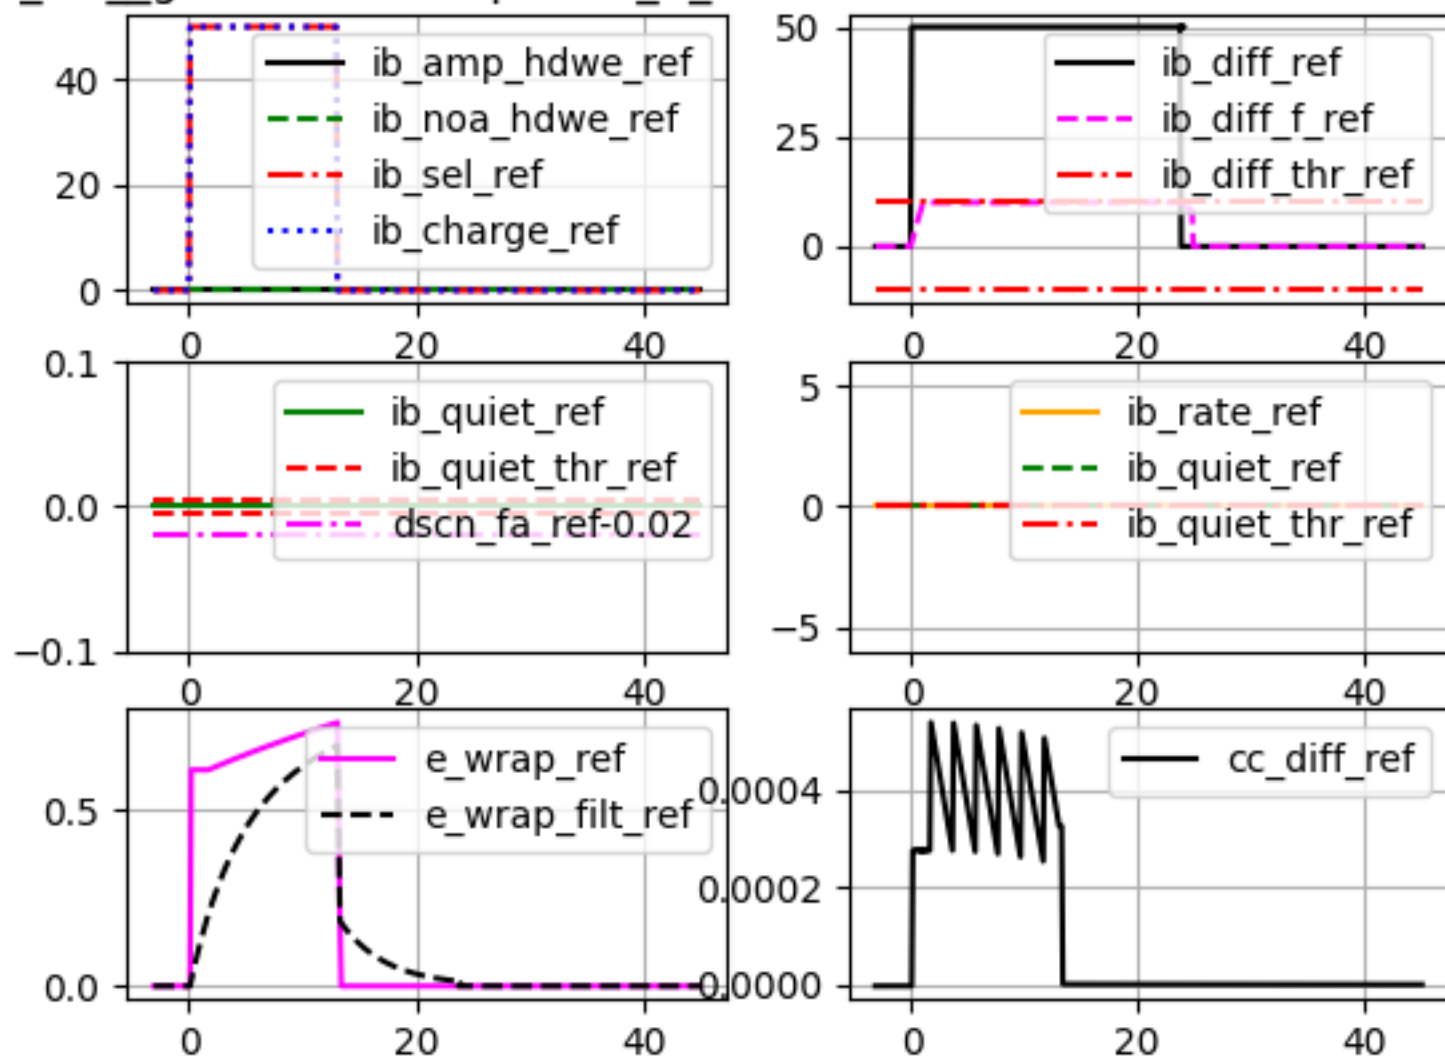 40
20
0
ib_amp_hdwe_ref
ib_noa_hdwe_ref
ib_sel_ref
ib_charge_ref
0 20 40
50
25
0
ib_diff_ref
ib_diff_f_ref
ib_diff_thr_ref
0 20 40
0.1
0.0
−0.1
ib_quiet_ref
ib_quiet_thr_ref
dscn_fa_ref-0.02
0 20 40
5
0
−5
ib_rate_ref
ib_quiet_ref
ib_quiet_thr_ref
0 20 40
0.5
0.0
e_wrap_ref
e_wrap_filt_ref
0 20 40
0.0004
0.0002
0.0000
cc_diff_ref
0 20 40